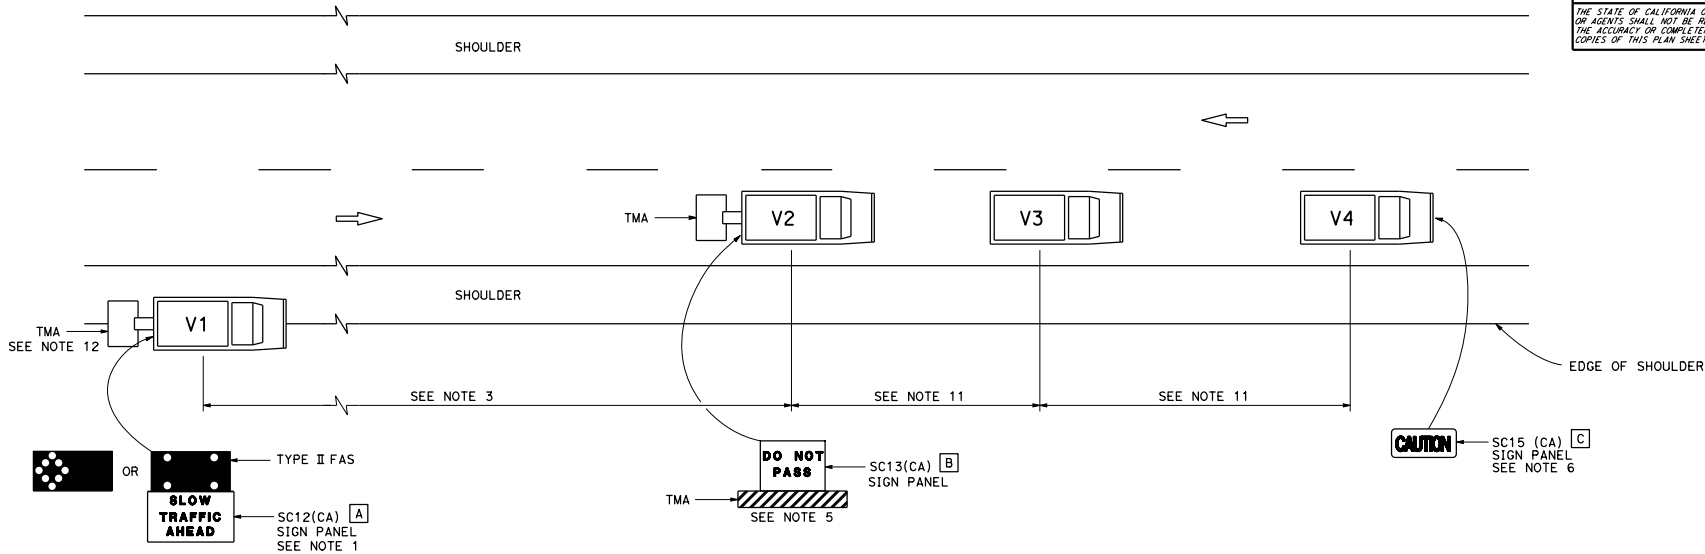 THE STATE OF CALIFORNIA O
OR AGENTS SHALL NOT BE R
THE ACCURACY OR COMPLETE
COPIES OF THIS PLAN SHEET
SHOULDER
TMA
V2
V3
V4
SHOULDER
V1
TMA
SEE NOTE 12
EDGE OF SHOULDER
SEE NOTE 3
SEE NOTE 11
SEE NOTE 11
OR
TYPE II FAS
SLOW
TRAFFIC
AHEAD
SC12(CA) A
SIGN PANEL
SEE NOTE 1
DO NOT
PASS
SC13(CA) B
SIGN PANEL
TMA
SEE NOTE 5
CAUTION
SC15 (CA) C
SIGN PANEL
SEE NOTE 6